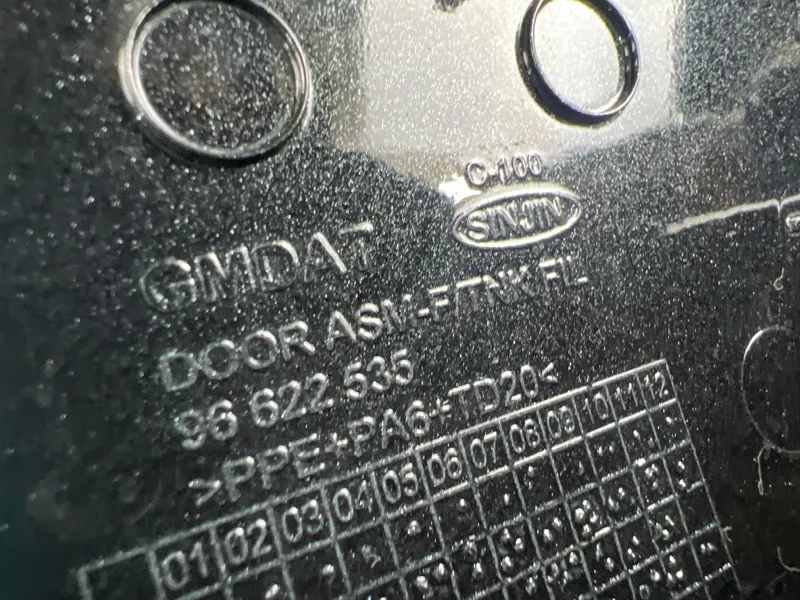 C-100
SINJIN
GMDAT
DOOR ASM-F/TNK FIL
96 622 535
>PPE+PA6+TD20<
01 02 03 04 05 06 07 08 09 10 11 12